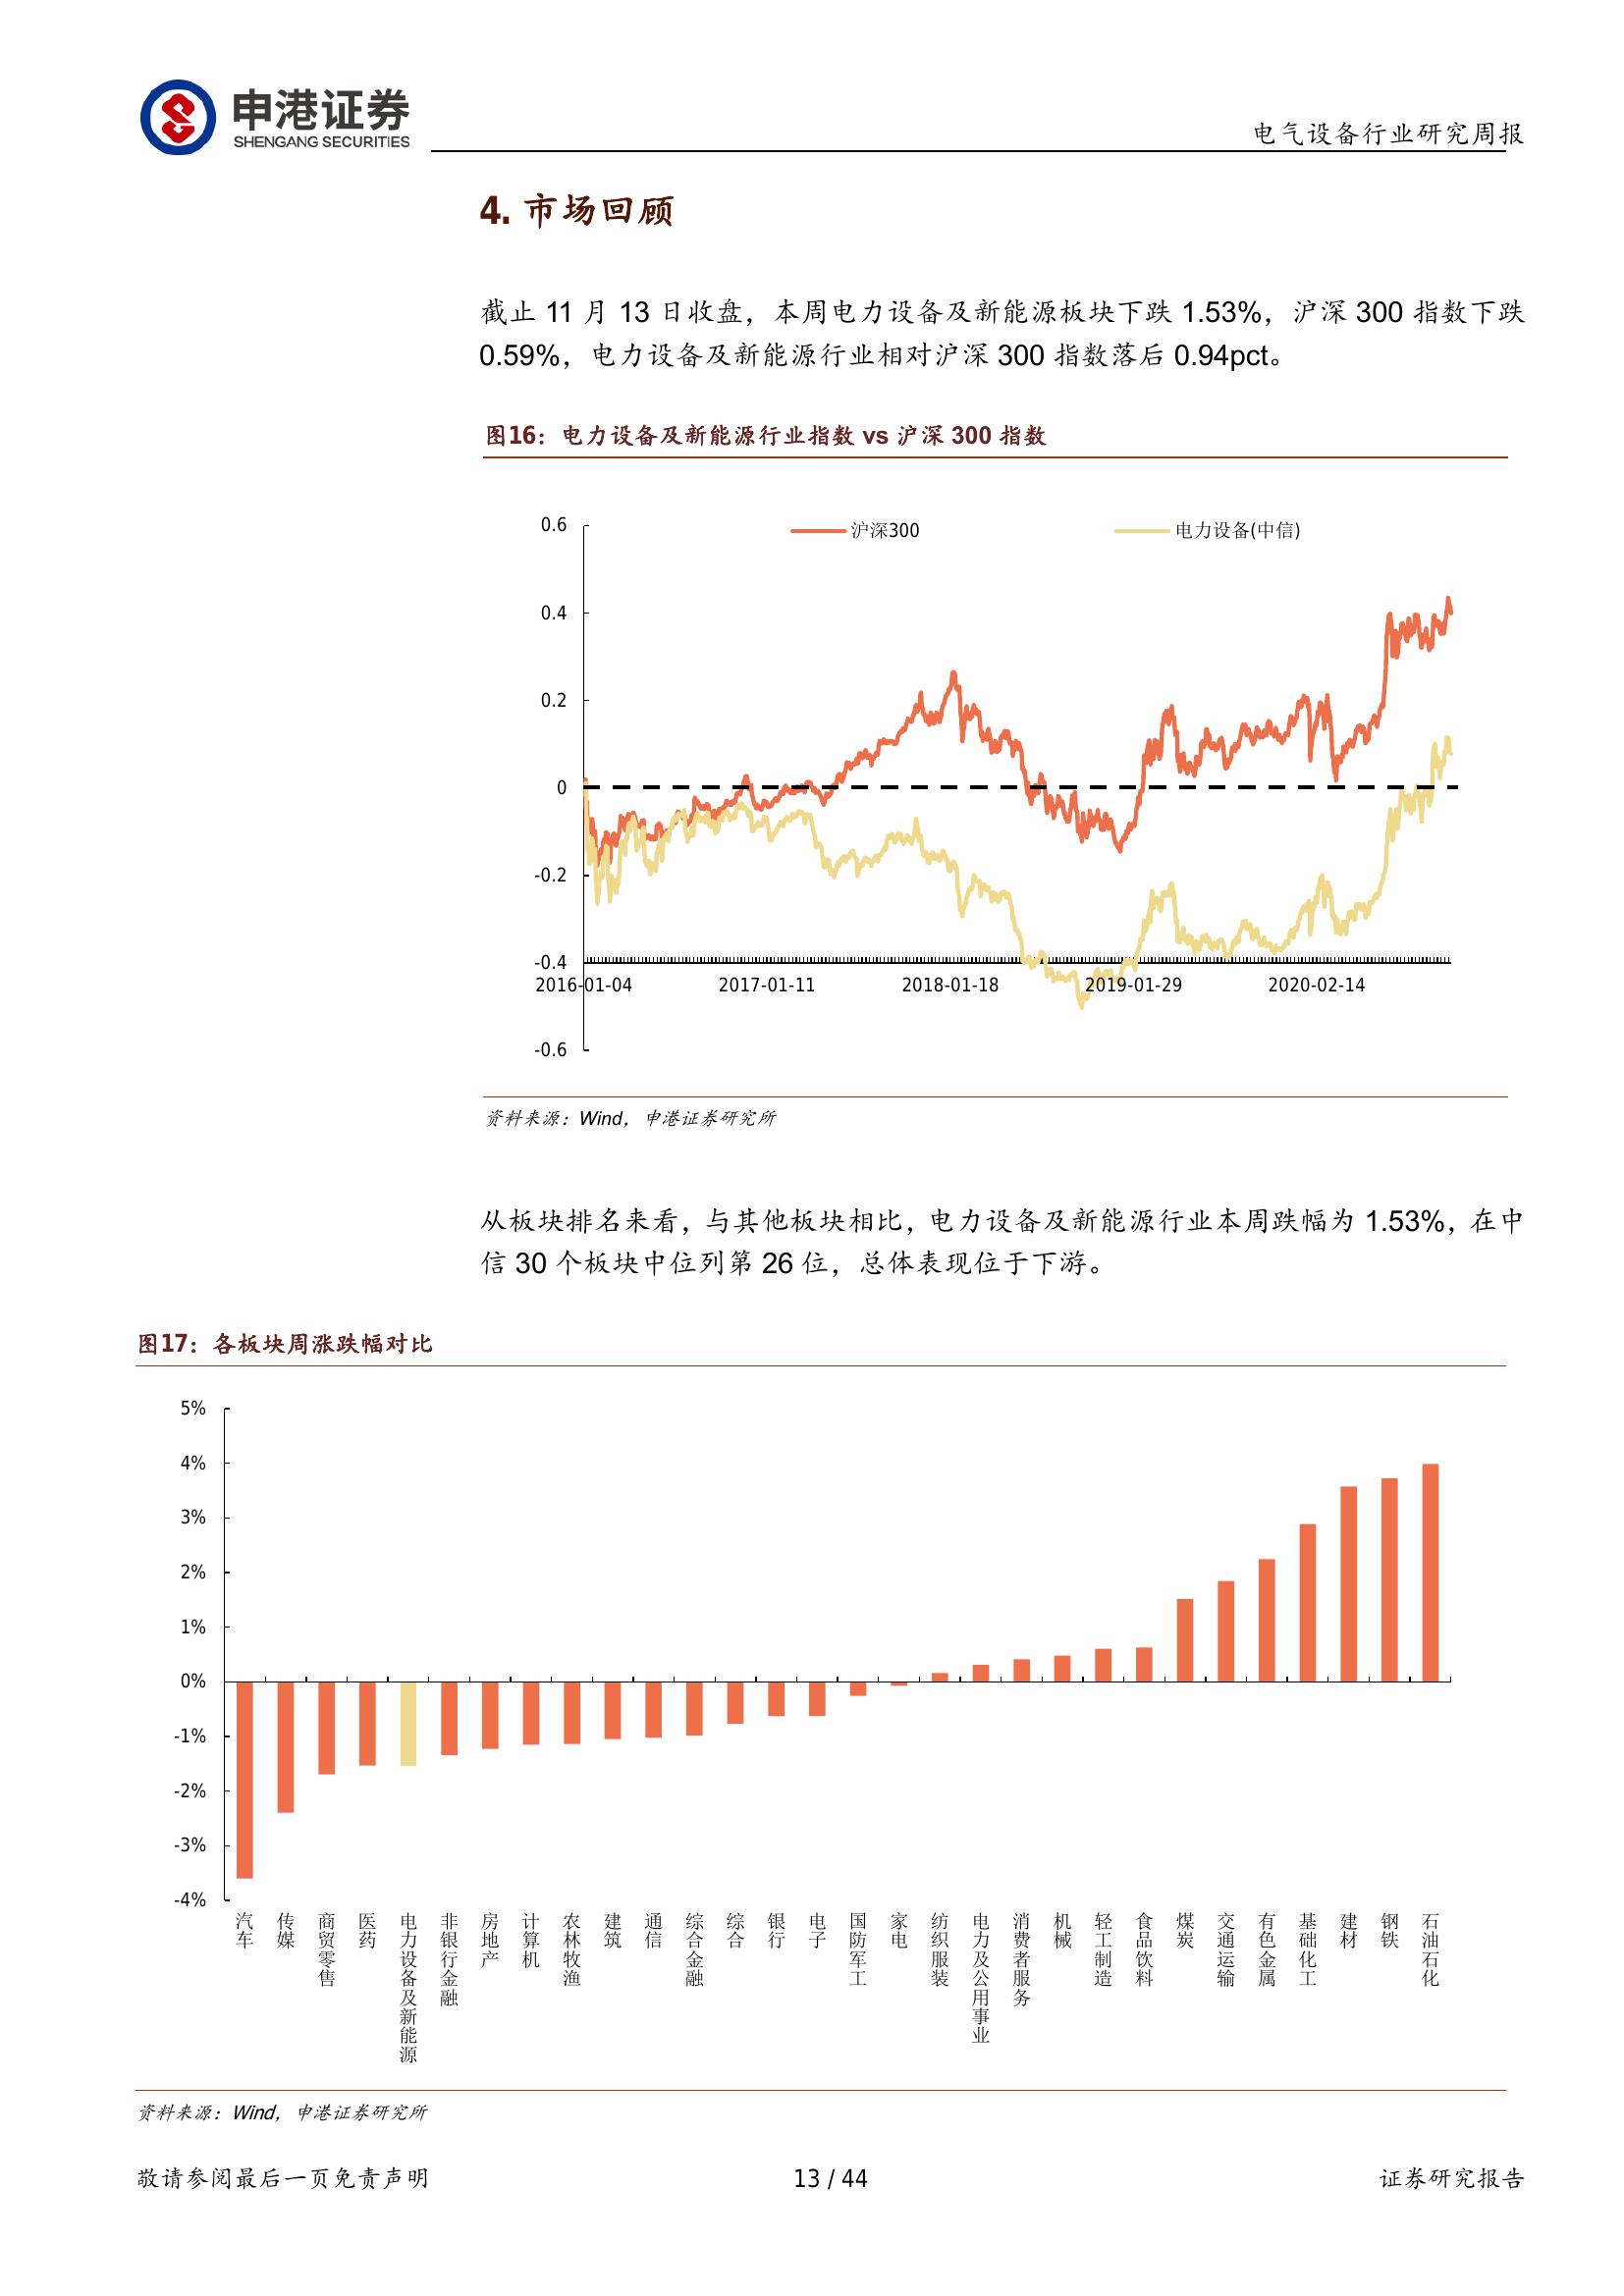 申港证券
SHENGANG SECURITIES
电气设备行业研究周报
4. 市场回顾
截止 11 月 13 日收盘，本周电力设备及新能源板块下跌 1.53%，沪深 300 指数下跌
0.59%，电力设备及新能源行业相对沪深 300 指数落后 0.94pct。
图16：电力设备及新能源行业指数 vs 沪深 300 指数
沪深300
电力设备(中信)
0.6
0.4
0.2
0
-0.2
-0.4
-0.6
2016-01-04
2017-01-11
2018-01-18
2019-01-29
2020-02-14
资料来源：Wind，申港证券研究所
从板块排名来看，与其他板块相比，电力设备及新能源行业本周跌幅为 1.53%，在中
信 30 个板块中位列第 26 位，总体表现位于下游。
图17：各板块周涨跌幅对比
5%
4%
3%
2%
1%
0%
-1%
-2%
-3%
-4%
汽车
传媒
商贸零售
医药
电力设备及新能源
非银行金融
房地产
计算机
农林牧渔
建筑
通信
综合金融
综合
银行
电子
国防军工
家电
纺织服装
电力及公用事业
消费者服务
机械
轻工制造
食品饮料
煤炭
交通运输
有色金属
基础化工
建材
钢铁
石油石化
资料来源：Wind，申港证券研究所
敬请参阅最后一页免责声明
13 / 44
证券研究报告